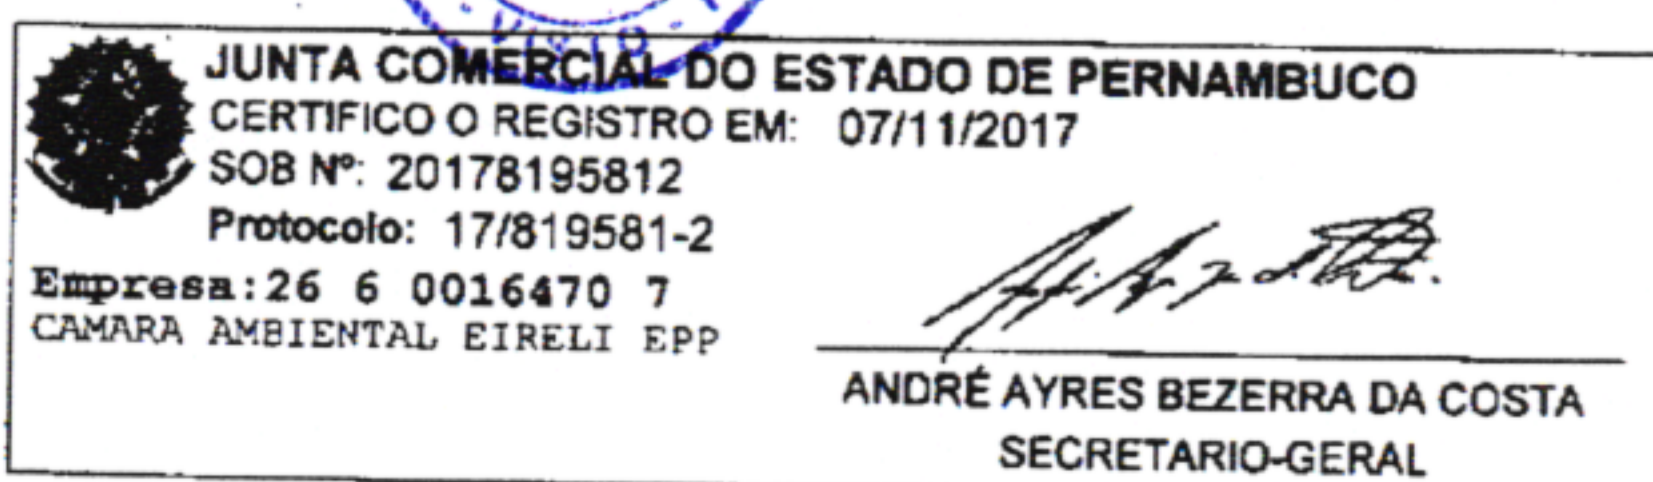 JUNTA COMERCIAL DO ESTADO DE PERNAMBUCO
CERTIFICO O REGISTRO EM: 07/11/2017
SOB Nº: 20178195812
Protocolo: 17/819581-2
Empresa:26 6 0016470 7
CAMARA AMBIENTAL EIRELI EPP
ANDRÉ AYRES BEZERRA DA COSTA
SECRETARIO-GERAL